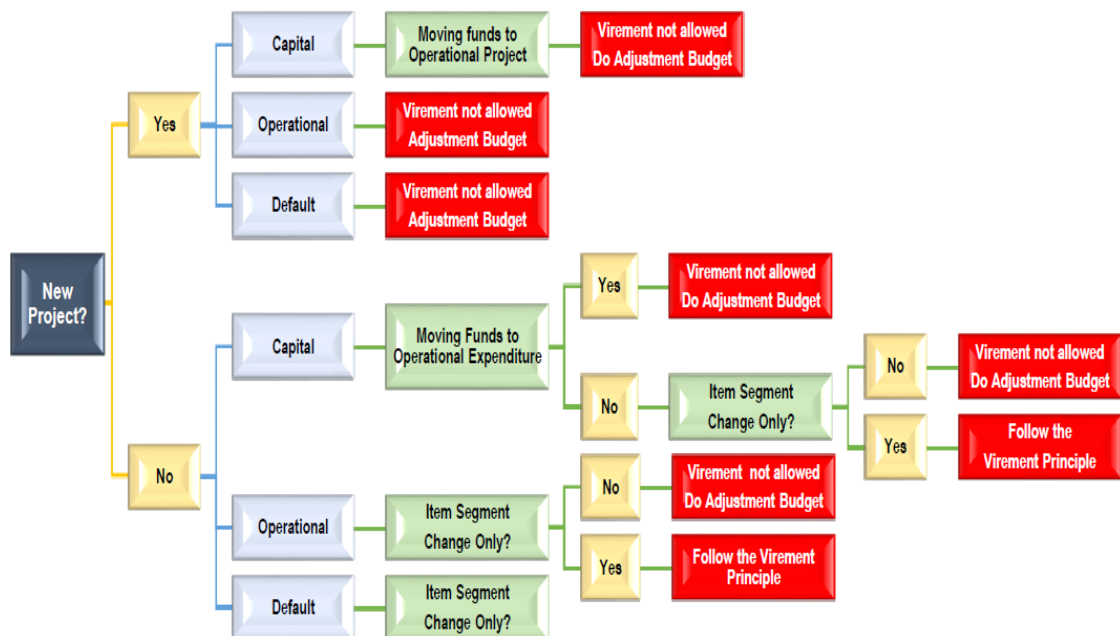 New
Project?
Yes
Capital
Moving funds to
Operational Project
Virement not allowed
Do Adjustment Budget
Operational
Virement not allowed
Adjustment Budget
Default
Virement not allowed
Adjustment Budget
No
Capital
Moving Funds to
Operational Expenditure
Yes
Virement not allowed
Do Adjustment Budget
No
Item Segment
Change Only?
No
Virement not allowed
Do Adjustment Budget
Yes
Follow the
Virement Principle
Operational
Item Segment
Change Only?
No
Virement not allowed
Do Adjustment Budget
Yes
Follow the Virement
Principle
Default
Item Segment
Change Only?